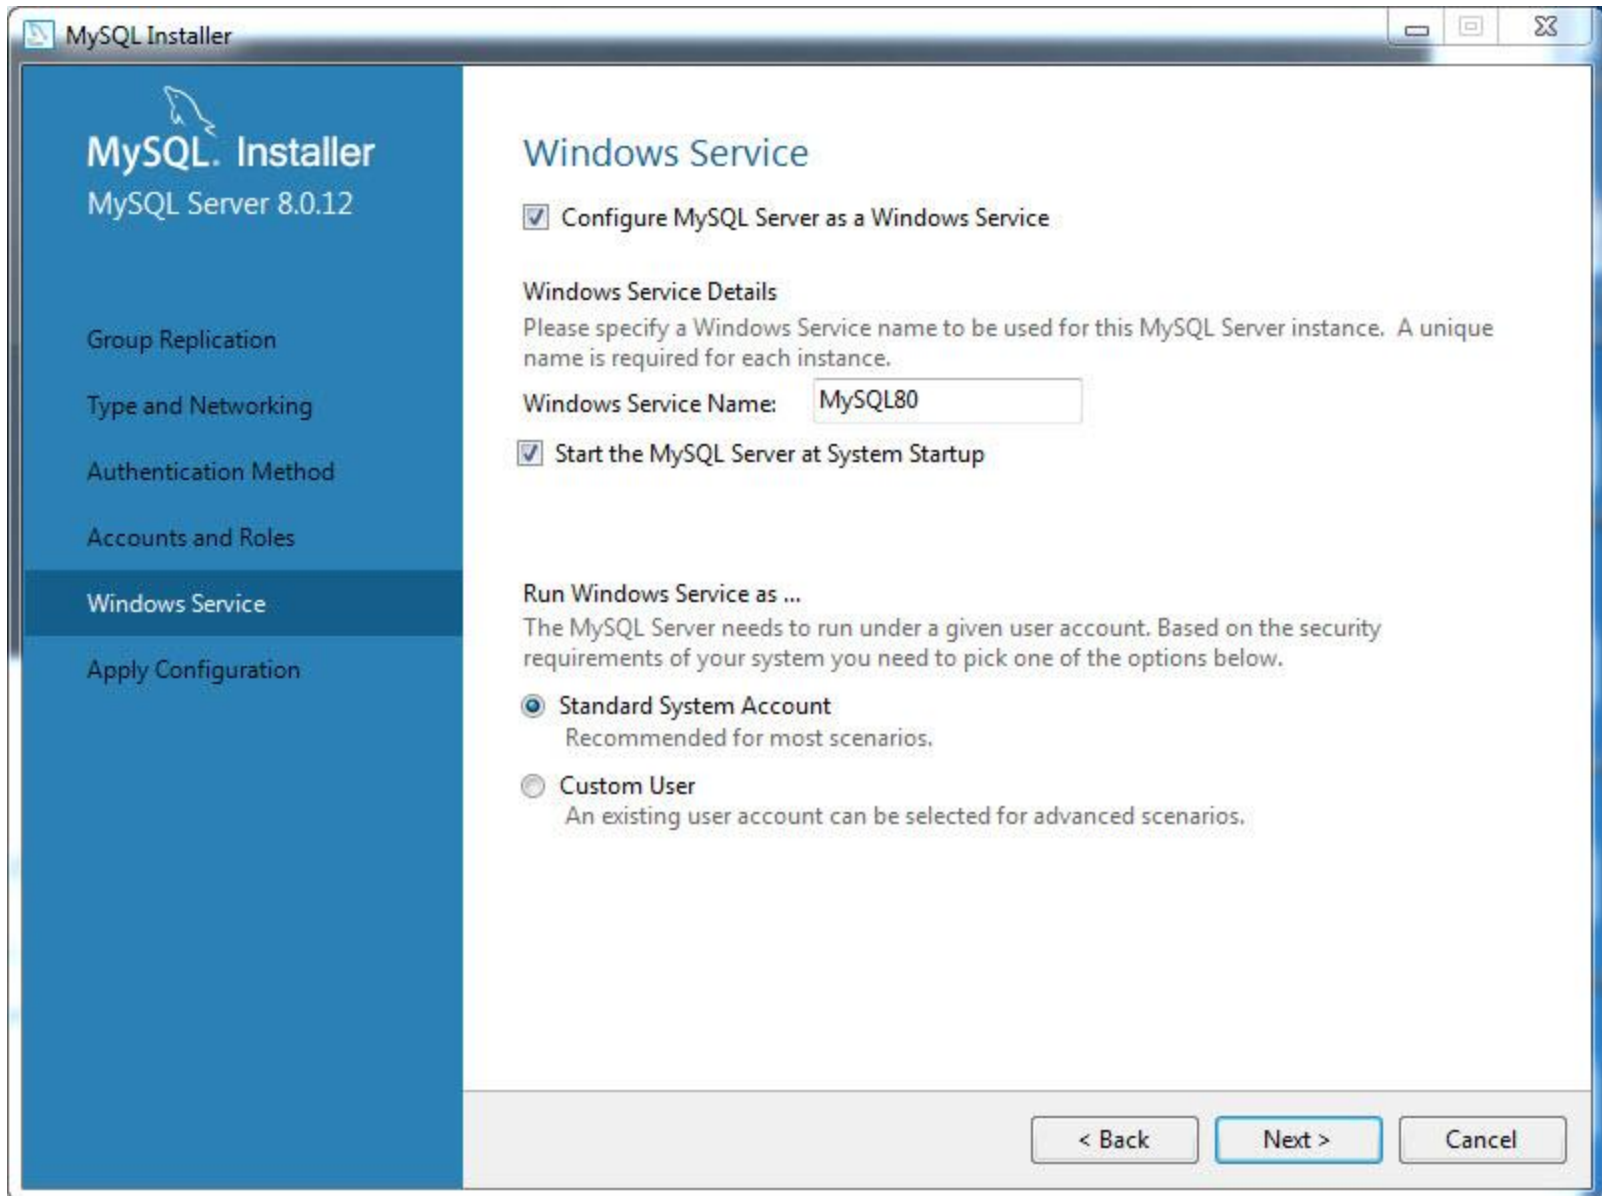 MySQL Installer
MySQL. Installer
MySQL Server 8.0.12
Group Replication
Type and Networking
Authentication Method
Accounts and Roles
Windows Service
Apply Configuration
Windows Service
Configure MySQL Server as a Windows Service
Windows Service Details
Please specify a Windows Service name to be used for this MySQL Server instance.  A unique
name is required for each instance.
Windows Service Name: MySQL80
Start the MySQL Server at System Startup
Run Windows Service as ...
The MySQL Server needs to run under a given user account. Based on the security
requirements of your system you need to pick one of the options below.
Standard System Account
Recommended for most scenarios.
Custom User
An existing user account can be selected for advanced scenarios.
< Back Next > Cancel